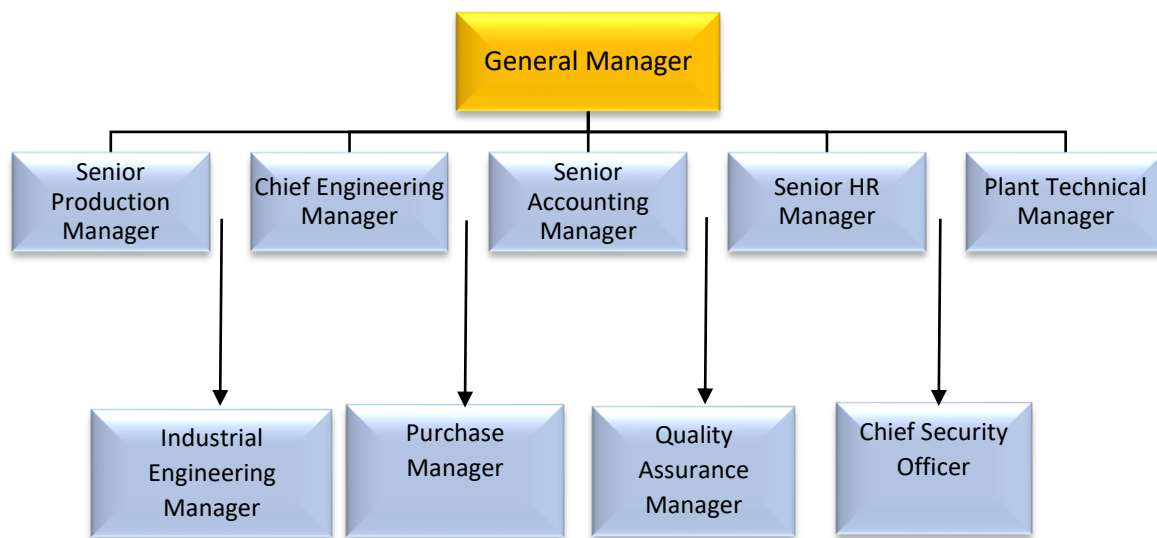 General Manager
Senior
Production
Manager
Chief Engineering
Manager
Senior
Accounting
Manager
Senior HR
Manager
Plant Technical
Manager
Industrial
Engineering
Manager
Purchase
Manager
Quality
Assurance
Manager
Chief Security
Officer